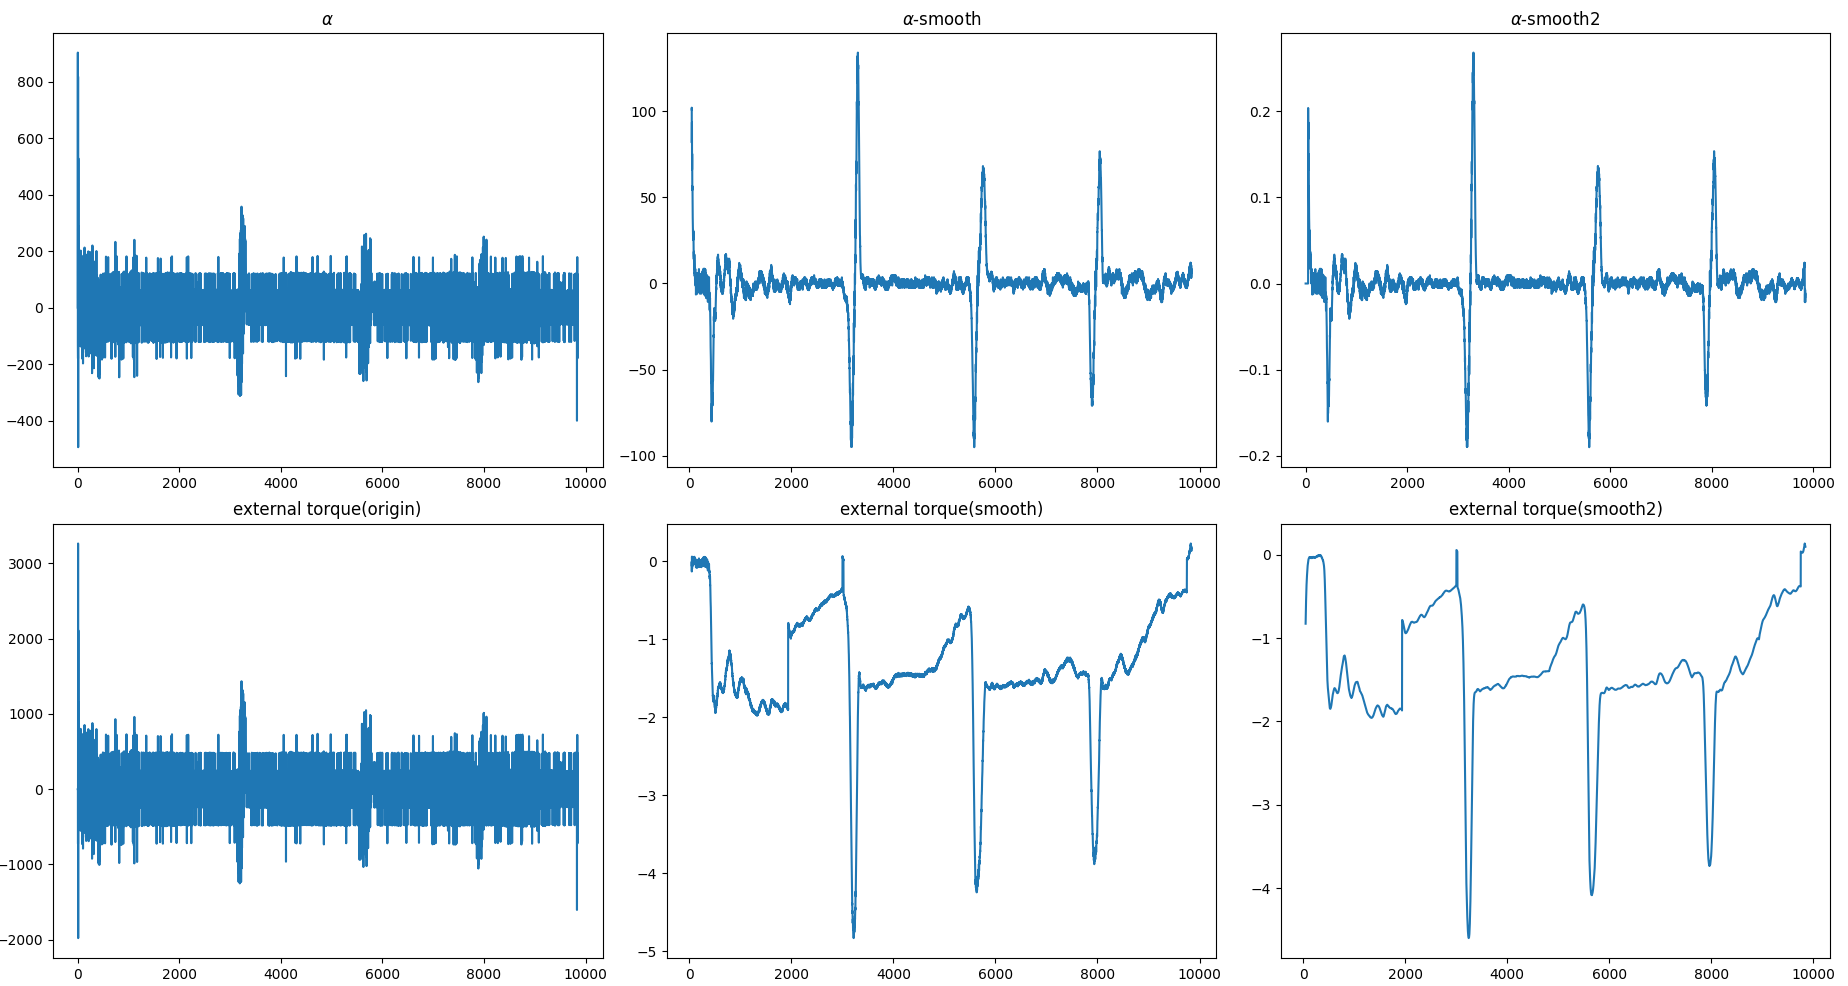 α
α-smooth
α-smooth2
800
600
400
200
0
−200
−400
0 2000 4000 6000 8000 10000
100
50
0
−50
−100
0 2000 4000 6000 8000 10000
0.2
0.1
0.0
−0.1
−0.2
0 2000 4000 6000 8000 10000
external torque(origin)
external torque(smooth)
external torque(smooth2)
3000
2000
1000
0
−1000
−2000
0 2000 4000 6000 8000 10000
0
−1
−2
−3
−4
−5
0 2000 4000 6000 8000 10000
0
−1
−2
−3
−4
0 2000 4000 6000 8000 10000